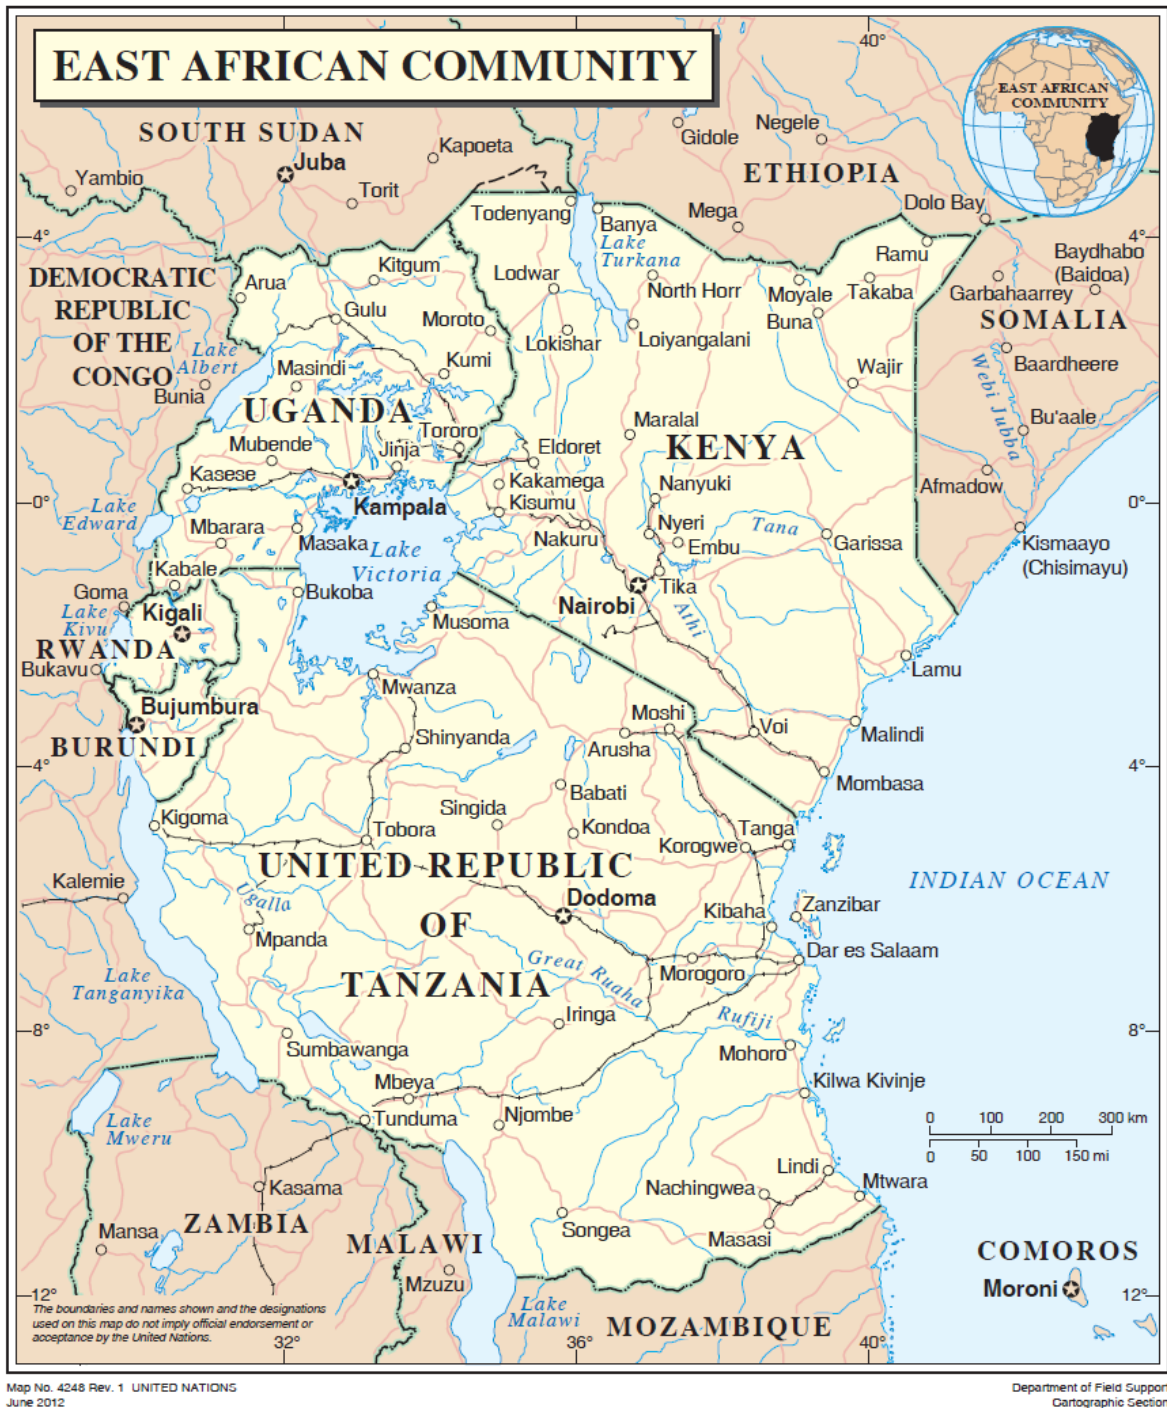 EAST AFRICAN COMMUNITY
40°
EAST AFRICAN
COMMUNITY
SOUTH SUDAN
Juba
Kapoeta
Gidole
Negele
ETHIOPIA
Yambio
Torit
Todenyang
Banya
Mega
Dolo Bay
4°
4°
Lake
Turkana
Ramu
Baydhabo
(Baidoa)
DEMOCRATIC
REPUBLIC
OF THE
CONGO
Arua
Kitgum
Lodwar
North Horr
Moyale
Takaba
Garbahaarrey
Gulu
Moroto
Lokishar
Loiyangalani
Buna
SOMALIA
Lake
Albert
Bunia
Masindi
Kumi
Wajir
Baardheere
Webi Jubba
UGANDA
Maralal
Bu'aale
Mubende
Tororo
Jinja
Eldoret
KENYA
Kasese
Kakamega
Nanyuki
Afmadow
0°
0°
Lake
Edward
Kampala
Kisumu
Mbarara
Masaka
Lake
Victoria
Nakuru
Nyeri
Embu
Tana
Garissa
Kismaayo
(Chisimayu)
Kabale
Goma
Bukoba
Tika
Lake
Kivu
Kigali
Musoma
Nairobi
Athi
RWANDA
Bukavu
Lamu
Mwanza
Bujumbura
Moshi
Voi
Malindi
BURUNDI
Shinyanda
Arusha
4°
4°
Mombasa
Babati
Singida
Kigoma
Tobora
Kondoa
Tanga
Korogwe
UNITED REPUBLIC
OF
TANZANIA
Kalemie
Ugalla
Dodoma
Kibaha
Zanzibar
INDIAN OCEAN
Mpanda
Dar es Salaam
Great Ruaha
Morogoro
Lake
Tanganyika
Iringa
Rufiji
8°
8°
Sumbawanga
Mohoro
Mbeya
Kilwa Kivinje
Lake
Mweru
Tunduma
Njombe
0 100 200 300 km
0 50 100 150 mi
Lindi
Kasama
Nachingwea
Mtwara
Mansa
ZAMBIA
Songea
Masasi
MALAWI
COMOROS
Mzuzu
Moroni
12°
12°
Lake
Malawi
MOZAMBIQUE
The boundaries and names shown and the designations
used on this map do not imply official endorsement or
acceptance by the United Nations.
32°
36°
40°
Map No. 4248 Rev. 1 UNITED NATIONS
June 2012
Department of Field Support
Cartographic Section